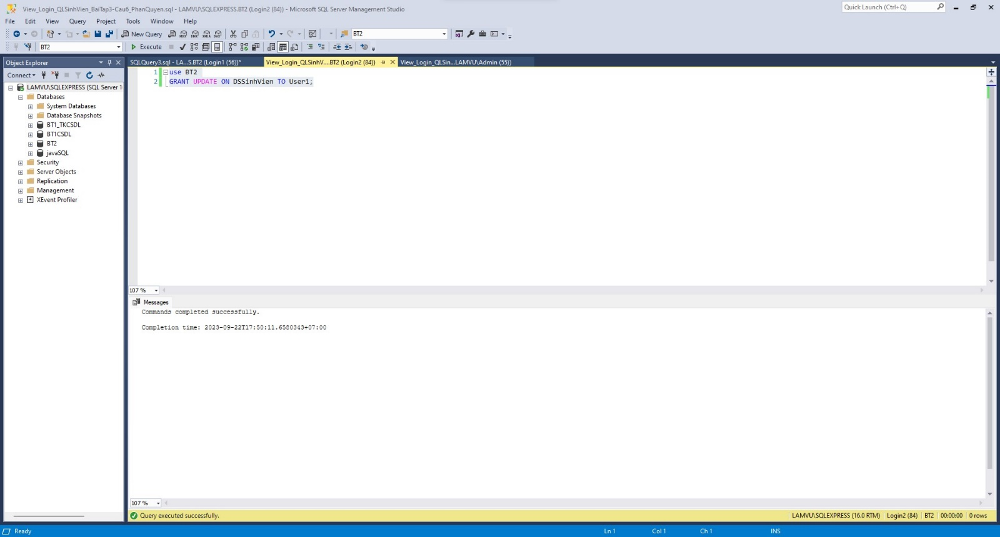 View_Login_QLSinhVien_BaiTap3-Cau6_PhanQuyen.sql - LAMVU\SQLEXPRESS.BT2 (Login2 (84)) - Microsoft SQL Server Management Studio
Quick Launch (Ctrl+Q)
File Edit View Query Project Tools Window Help
New Query
BT2
BT2
Execute
Object Explorer
SQLQuery3.sql - LA...S.BT2 (Login1 (56))*
View_Login_QLSinhV....BT2 (Login2 (84))
View_Login_QLSin...LAMVU\Admin (55))
Connect
LAMVU\SQLEXPRESS (SQL Server 1
Databases
System Databases
Database Snapshots
BT1_TKCSDL
BT1CSDL
BT2
javaSQL
Security
Server Objects
Replication
Management
XEvent Profiler
1 use BT2
2 GRANT UPDATE ON DSSinhVien TO User1;
107 %
Messages
Commands completed successfully.
Completion time: 2023-09-22T17:50:11.6580343+07:00
107 %
Query executed successfully.
LAMVU\SQLEXPRESS (16.0 RTM) Login2 (84) BT2 00:00:00 0 rows
Ready
Ln 1 Col 1 Ch 1 INS